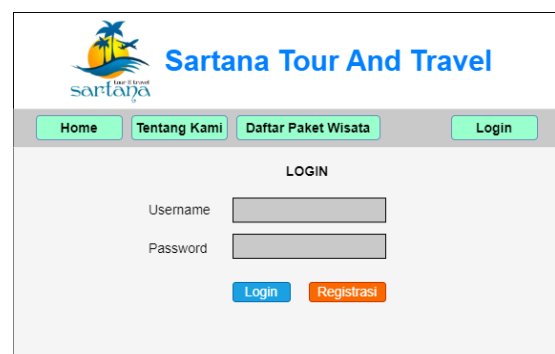 tour & travel
sartana
Sartana Tour And Travel
Home
Tentang Kami
Daftar Paket Wisata
Login
LOGIN
Username
Password
Login
Registrasi